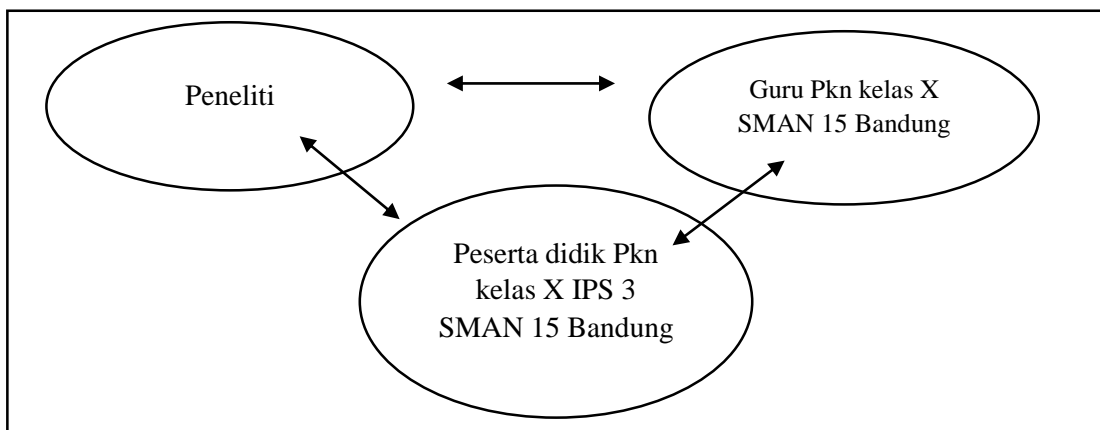 Peneliti
Guru Pkn kelas X
SMAN 15 Bandung
Peserta didik Pkn
kelas X IPS 3
SMAN 15 Bandung